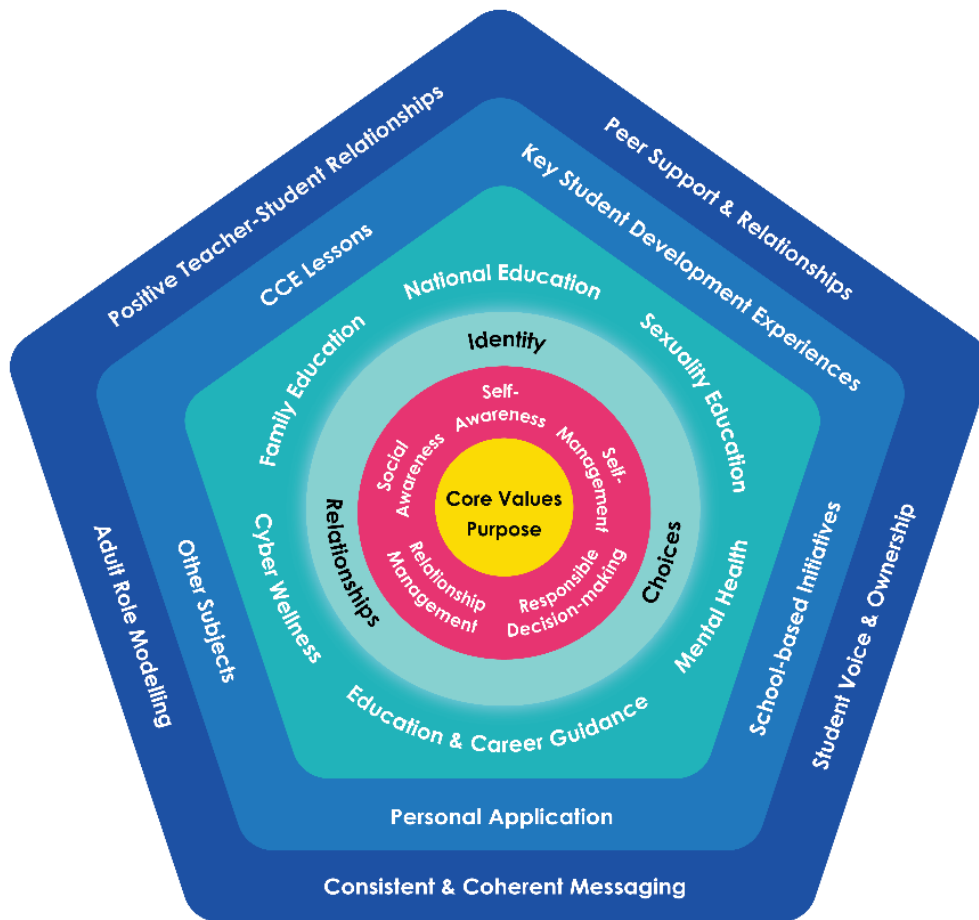 Positive Teacher-Student Relationships
Peer Support & Relationships
Adult Role Modelling
Student Voice & Ownership
Consistent & Coherent Messaging
CCE Lessons
Key Student Development Experiences
Other Subjects
School-based Initiatives
Personal Application
National Education
Family Education
Sexuality Education
Cyber Wellness
Mental Health
Education & Career Guidance
Identity
Relationships
Choices
Self-
Awareness
Social
Awareness
Self-
Management
Relationship
Management
Responsible
Decision-making
Core Values
Purpose